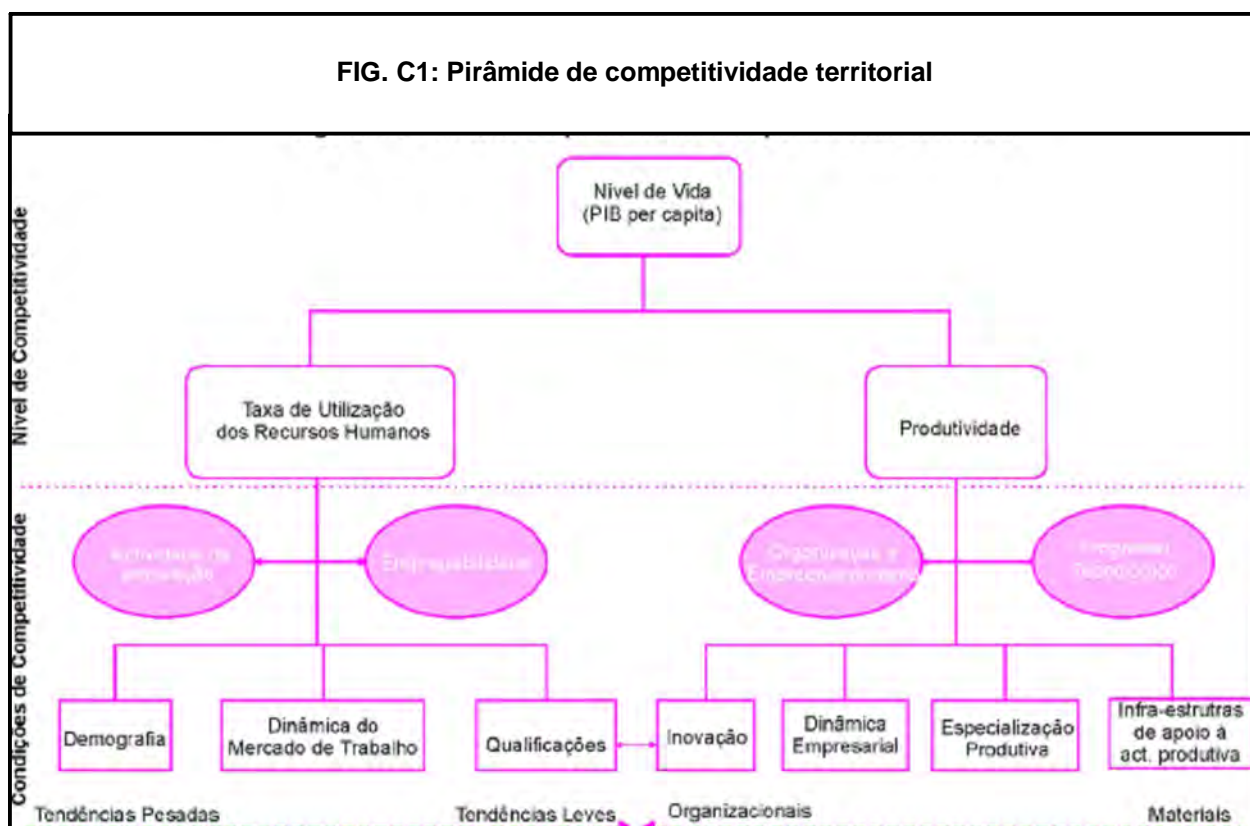 FIG. C1: Pirâmide de competitividade territorial
Nível de Competitividade
Nível de Vida
(PIB per capita)
Taxa de Utilização
dos Recursos Humanos
Produtividade
Condições de Competitividade
Empregabilidade
Organização e
Demografia
Dinâmica do
Mercado de Trabalho
Qualificações
Inovação
Dinâmica
Empresarial
Especialização
Produtiva
Infra-estrutras
de apoio à
act. produtiva
Tendências Pesadas
Tendências Leves
Organizacionais
Materiais